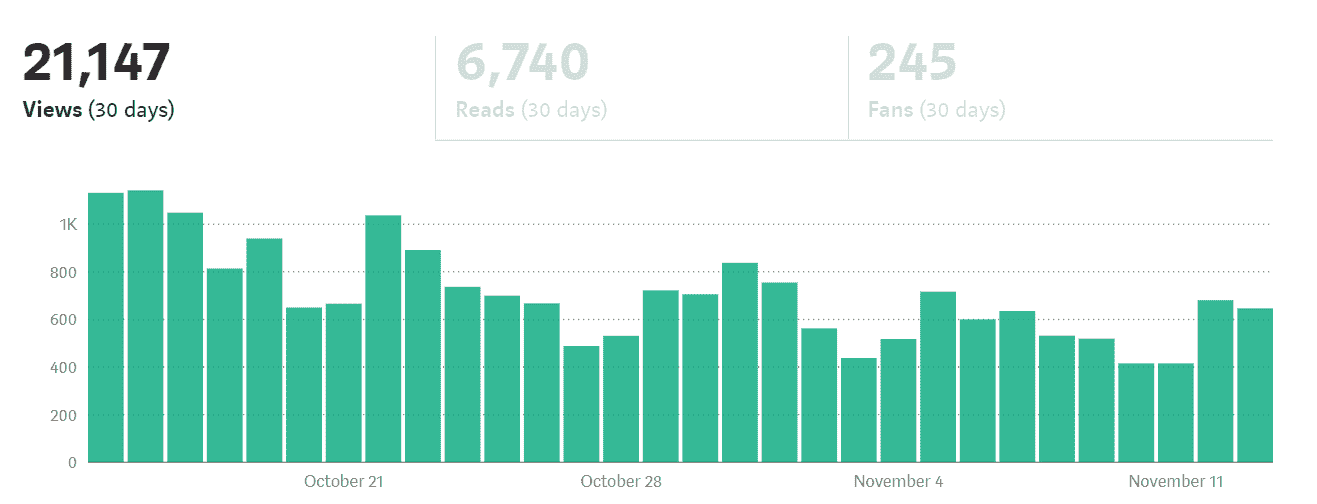 21,147
Views (30 days)
6,740
Reads (30 days)
245
Fans (30 days)
1K
800
600
400
200
0
October 21
October 28
November 4
November 11